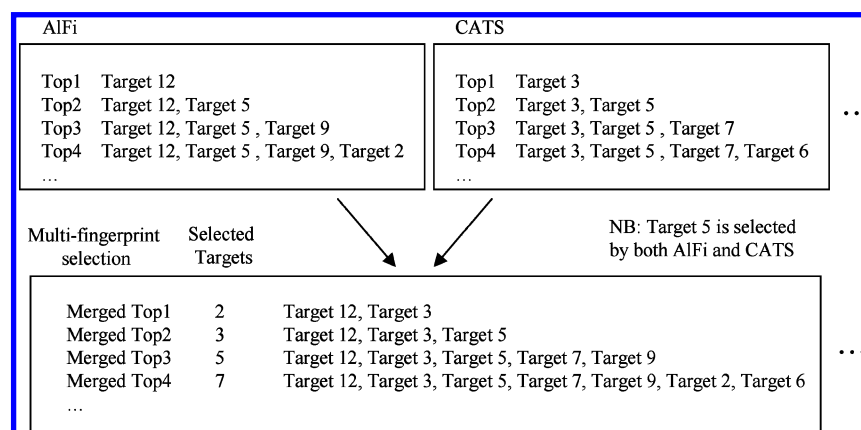 AlFi
Top1 Target 12
Top2 Target 12, Target 5
Top3 Target 12, Target 5 , Target 9
Top4 Target 12, Target 5 , Target 9, Target 2
...
CATS
Top1 Target 3
Top2 Target 3, Target 5
Top3 Target 3, Target 5 , Target 7
Top4 Target 3, Target 5 , Target 7, Target 6
...
...
NB: Target 5 is selected
by both AlFi and CATS
Multi-fingerprint
selection
Selected
Targets
Merged Top1 2 Target 12, Target 3
Merged Top2 3 Target 12, Target 3, Target 5
Merged Top3 5 Target 12, Target 3, Target 5, Target 7, Target 9
Merged Top4 7 Target 12, Target 3, Target 5, Target 7, Target 9, Target 2, Target 6
...
...